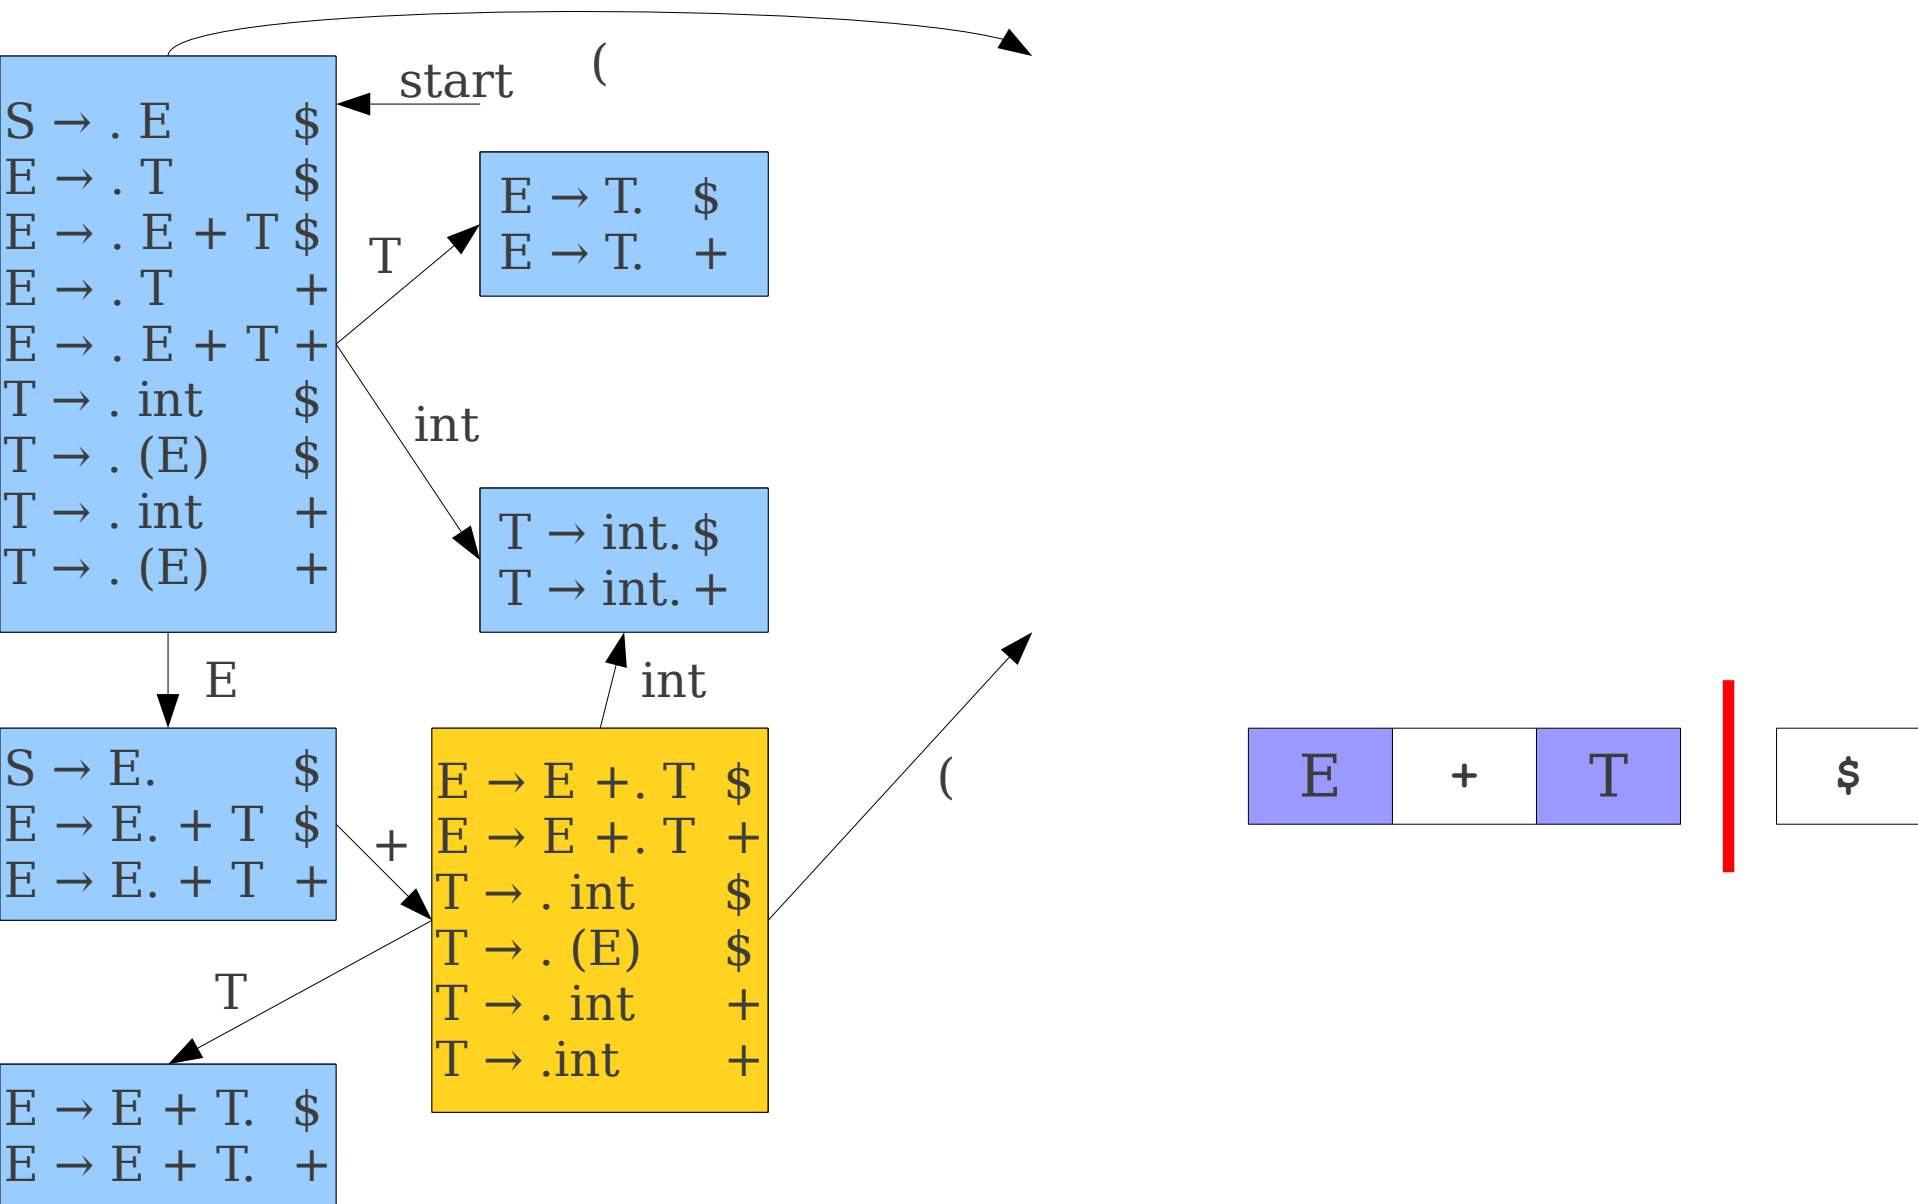 (
start
S → . E $
E → . T $
E → . E + T $
E → . T +
E → . E + T +
T → . int $
T → . (E) $
T → . int +
T → . (E) +
T
E → T. $
E → T. +
int
T → int. $
T → int. +
E
int
S → E. $
E → E. + T $
E → E. + T +
+
E → E +. T $
E → E +. T +
T → . int $
T → . (E) $
T → . int +
T → .int +
(
E + T $
T
E → E + T. $
E → E + T. +